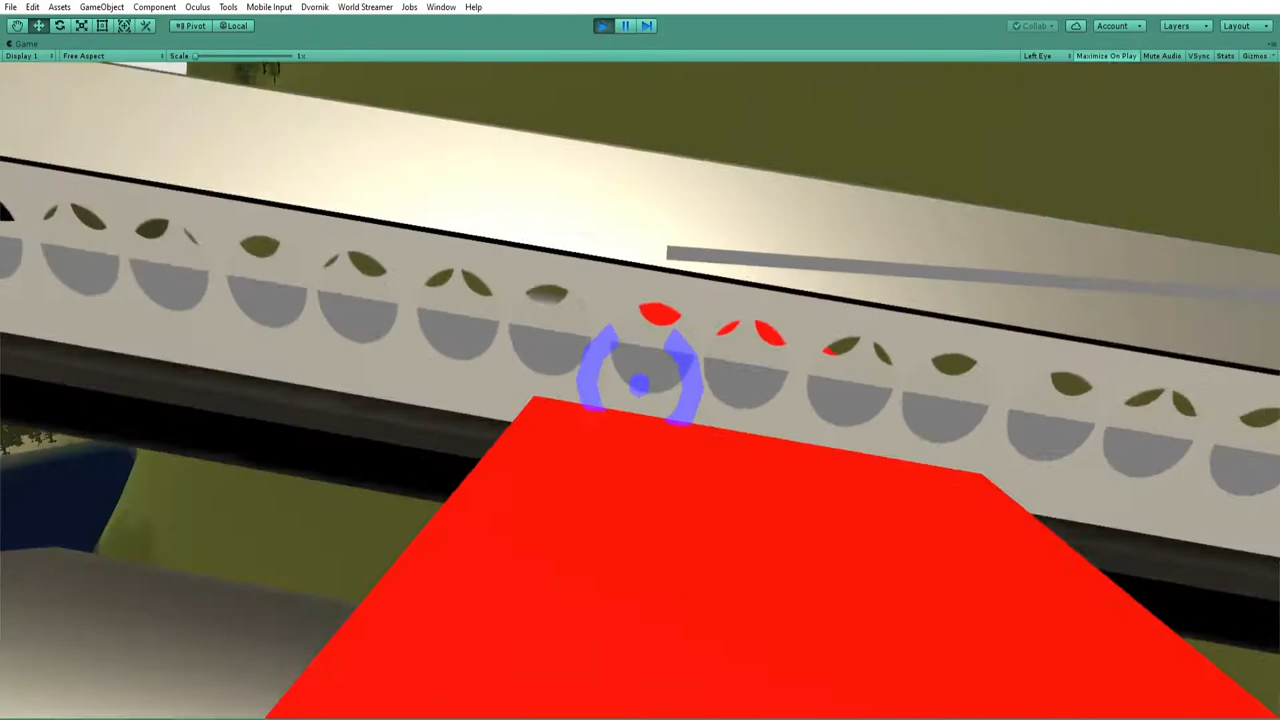 File Edit Assets GameObject Component Oculus Tools Mobile Input Dvornik World Streamer Jobs Window Help
Pivot Local Collab Account Layers Layout
Game
Display 1 Free Aspect Scale 1x Left Eye Maximize On Play Mute Audio VSync Stats Gizmos